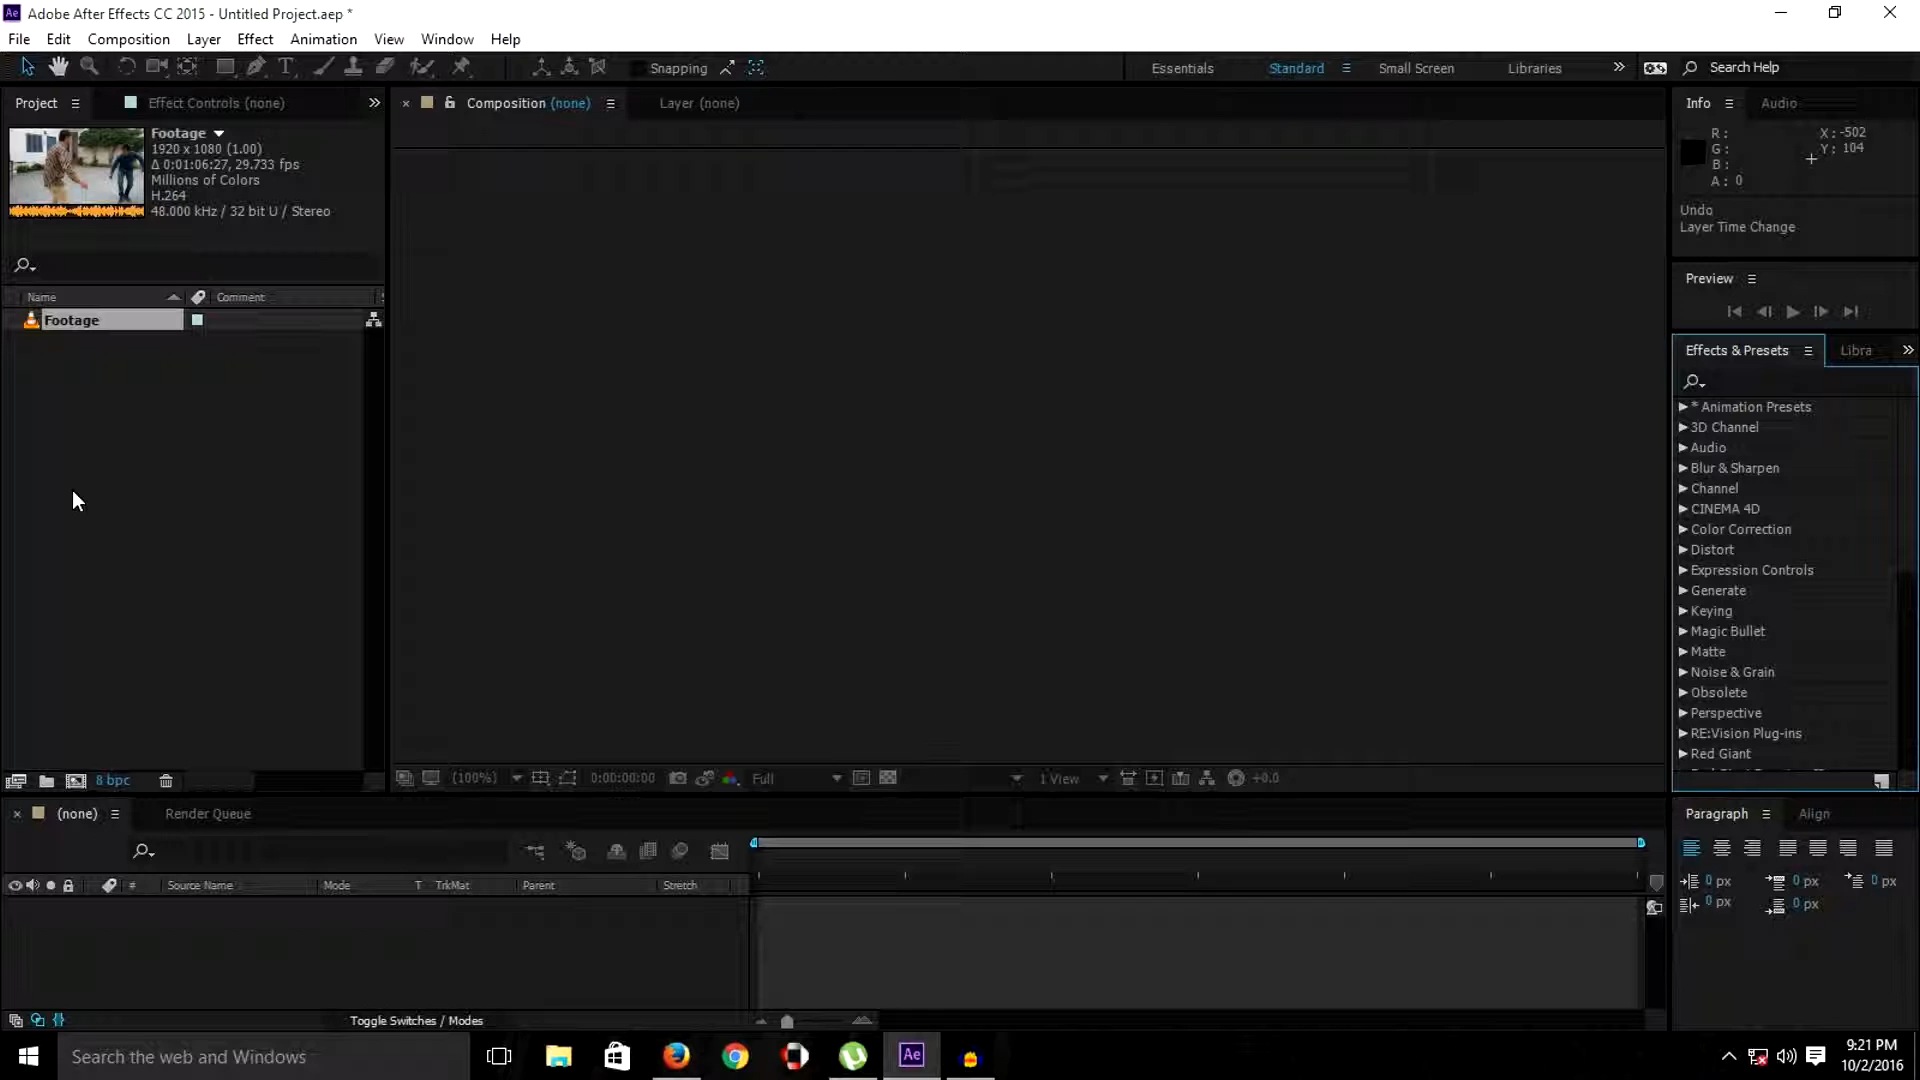 Ae Adobe After Effects CC 2015 - Untitled Project.aep *
File Edit Composition Layer Effect Animation View Window Help
T Snapping Essentials Standard Small Screen Libraries Search Help
Project Effect Controls (none) Composition (none) Layer (none) Info Audio
Footage
1920 x 1080 (1.00)
Δ 0:01:06:27, 29.733 fps
Millions of Colors
H.264
48.000 kHz / 32 bit U / Stereo
R :
G :
B :
A : 0
X : -502
Y : 104
Undo
Layer Time Change
Preview
Name Comment
Footage
Effects & Presets Libra
* Animation Presets
3D Channel
Audio
Blur & Sharpen
Channel
CINEMA 4D
Color Correction
Distort
Expression Controls
Generate
Keying
Magic Bullet
Matte
Noise & Grain
Obsolete
Perspective
RE:Vision Plug-ins
Red Giant
8 bpc
(100%) 0:00:00:00 Full 1 View +0.0
(none) Render Queue
# Source Name Mode T TrkMat Parent Stretch
Toggle Switches / Modes
Paragraph Align
0 px 0 px 0 px
0 px 0 px
Search the web and Windows
Ae
9:21 PM
10/2/2016